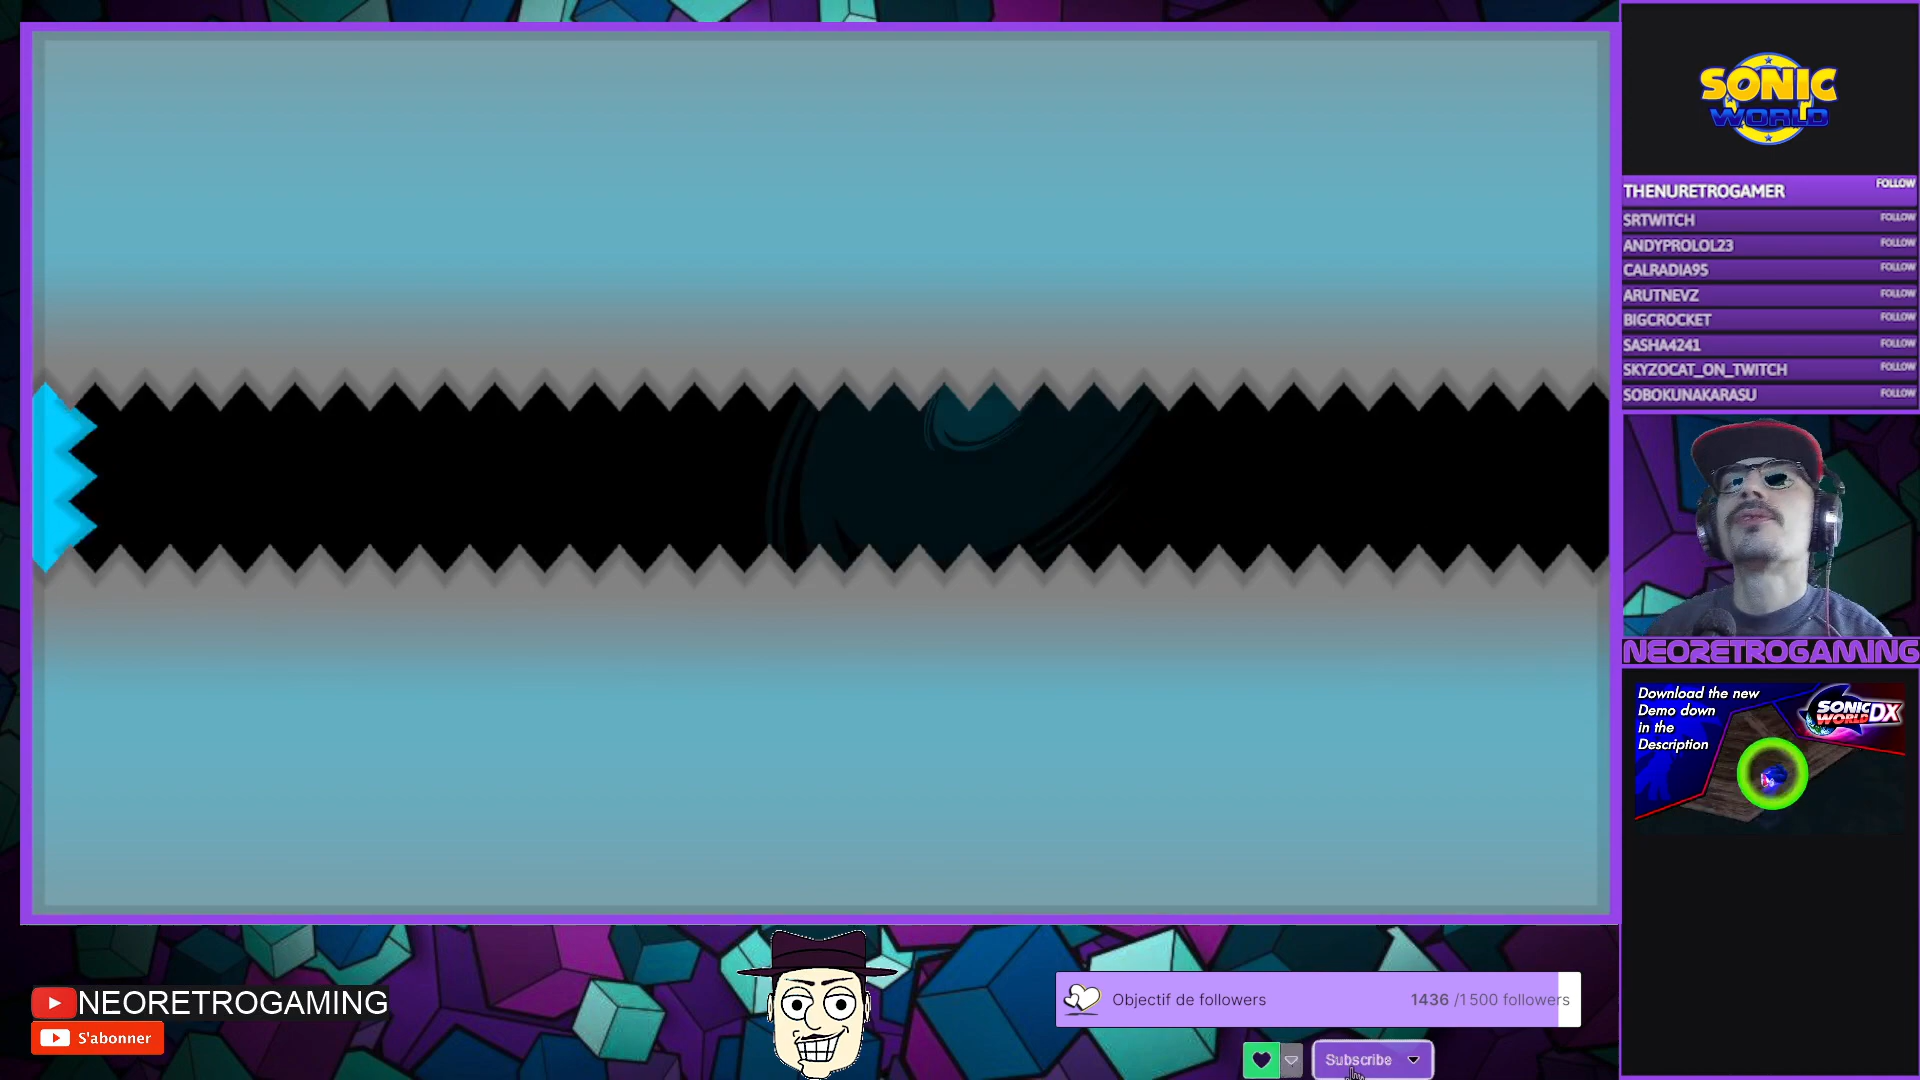 SONIC
WORLD
THENURETROGAMER FOLLOW
SRTWITCH FOLLOW
ANDYPROLOL23 FOLLOW
CALRADIA95 FOLLOW
ARUTNEVZ FOLLOW
BIGCROCKET FOLLOW
SASHA4241 FOLLOW
SKYZOCAT_ON_TWITCH FOLLOW
SOBOKUNAKARASU FOLLOW
NEORETROGAMING
Download the new
Demo down
in the
Description
SONIC
WORLD DX
NEORETROGAMING
S'abonner
Objectif de followers 1436 /1 500 followers
Subscribe